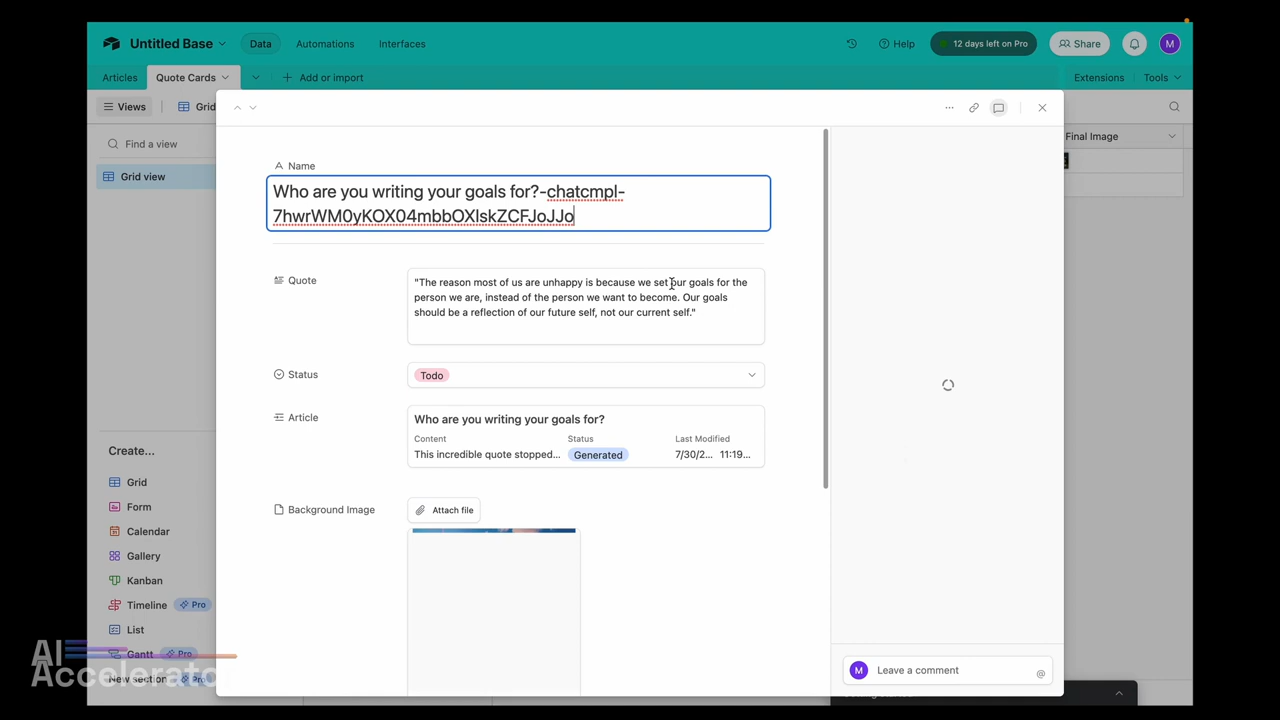 Untitled Base
Data
Automations
Interfaces
Help
12 days left on Pro
Share
M
Articles
Quote Cards
Add or import
Extensions
Tools
Views
Grid
Find a view
Grid view
Final Image
Name
Who are you writing your goals for?-chatcmpl-
7hwrWM0yKOX04mbbOXlskZCFJoJJo
Quote
"The reason most of us are unhappy is because we set our goals for the
person we are, instead of the person we want to become. Our goals
should be a reflection of our future self, not our current self."
Status
Todo
Article
Who are you writing your goals for?
Content
Status
Last Modified
This incredible quote stopped...
Generated
7/30/2...
11:19...
Background Image
Attach file
Create...
Grid
Form
Calendar
Gallery
Kanban
Timeline
Pro
List
Gantt
Pro
New section
Pro
AI
Accelerator
M
Leave a comment
@